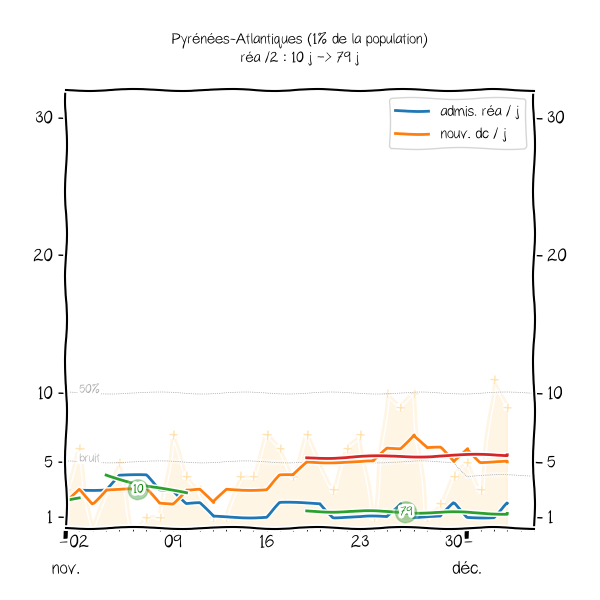 Pyrénées-Atlantiques (1% de la population)
réa /2 : 10 j -> 79 j
admis. réa / j
nouv. dc / j
30
30
20
20
10
10
50%
5
5
bruit
10
79
1
1
02
09
16
23
30
nov.
déc.